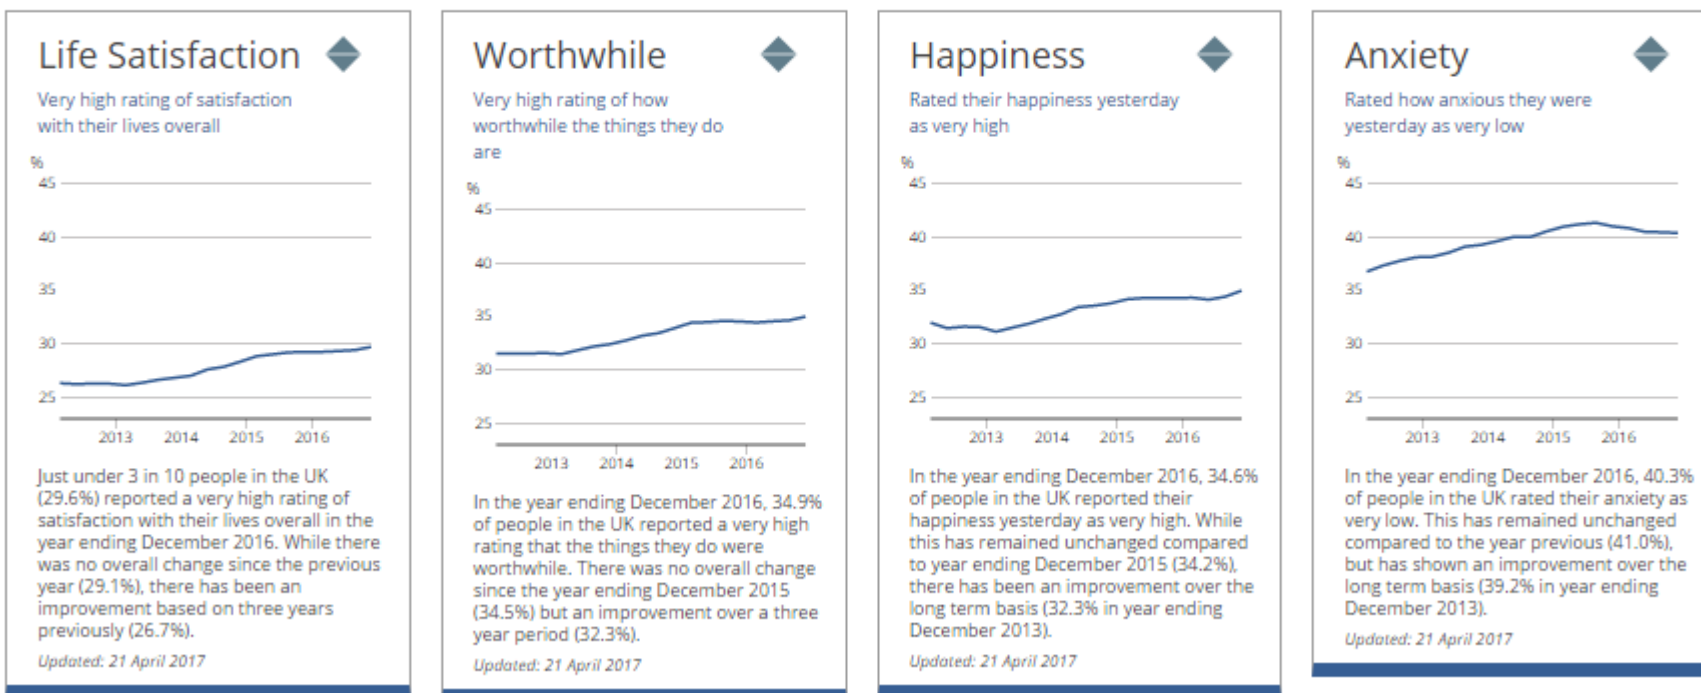 Life Satisfaction
Very high rating of satisfaction
with their lives overall
%
45
40
35
30
25
2013 2014 2015 2016
Just under 3 in 10 people in the UK
(29.6%) reported a very high rating of
satisfaction with their lives overall in the
year ending December 2016. While there
was no overall change since the previous
year (29.1%), there has been an
improvement based on three years
previously (26.7%).
Updated: 21 April 2017
Worthwhile
Very high rating of how
worthwhile the things they do
are
%
45
40
35
30
25
2013 2014 2015 2016
In the year ending December 2016, 34.9%
of people in the UK reported a very high
rating that the things they do were
worthwhile. There was no overall change
since the year ending December 2015
(34.5%) but an improvement over a three
year period (32.3%).
Updated: 21 April 2017
Happiness
Rated their happiness yesterday
as very high
%
45
40
35
30
25
2013 2014 2015 2016
In the year ending December 2016, 34.6%
of people in the UK reported their
happiness yesterday as very high. While
this has remained unchanged compared
to year ending December 2015 (34.2%),
there has been an improvement over the
long term basis (32.3% in year ending
December 2013).
Updated: 21 April 2017
Anxiety
Rated how anxious they were
yesterday as very low
%
45
40
35
30
25
2013 2014 2015 2016
In the year ending December 2016, 40.3%
of people in the UK rated their anxiety as
very low. This has remained unchanged
compared to the year previous (41.0%),
but has shown an improvement over the
long term basis (39.2% in year ending
December 2013).
Updated: 21 April 2017